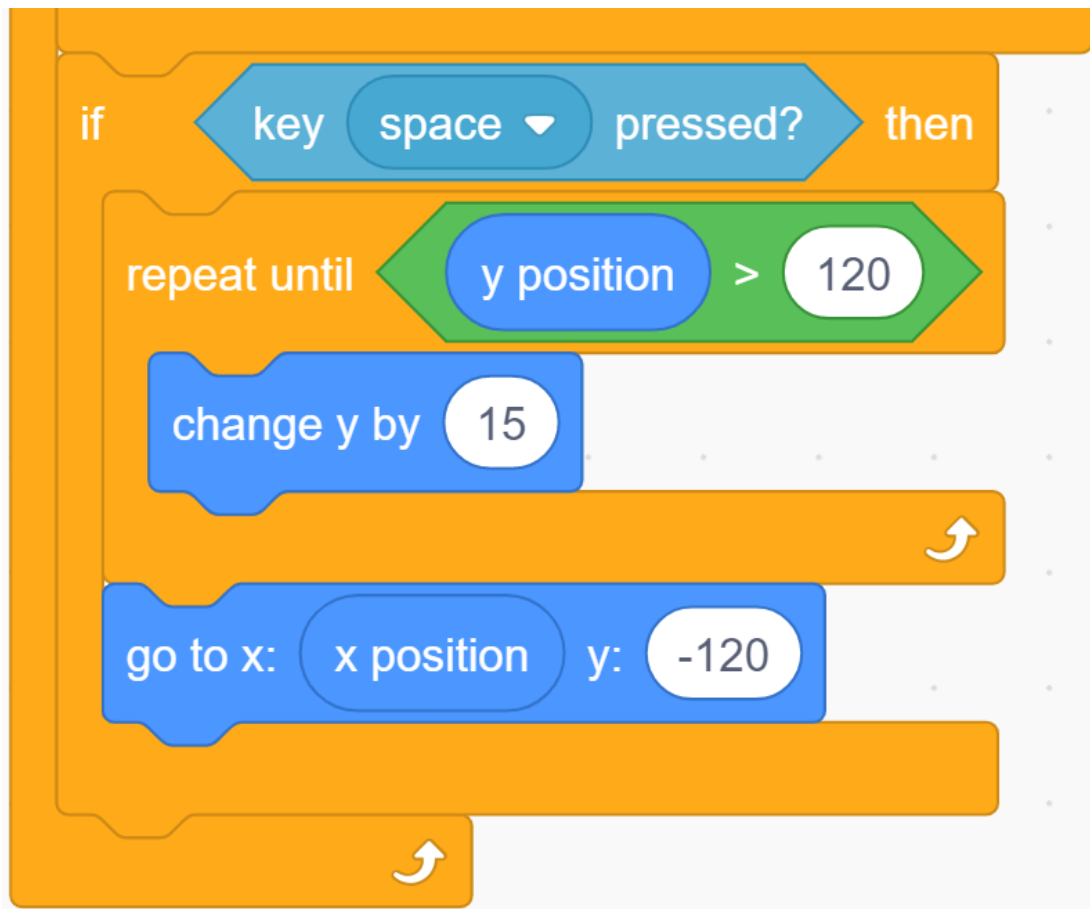 if key space pressed? then
repeat until y position > 120
change y by 15
go to x: x position y: -120